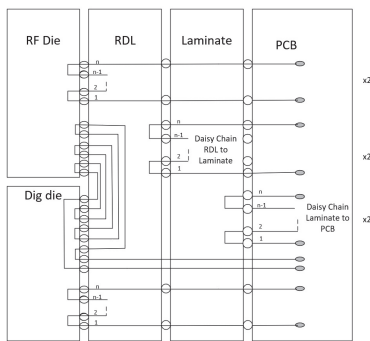 RF Die
RDL
Laminate
PCB
n
n-1
2
1
x2
n
n-1
2
1
Daisy Chain
RDL to
Laminate
x2
Dig die
n
n-1
2
1
Daisy Chain
Laminate to
PCB
x2
n
n-1
2
1